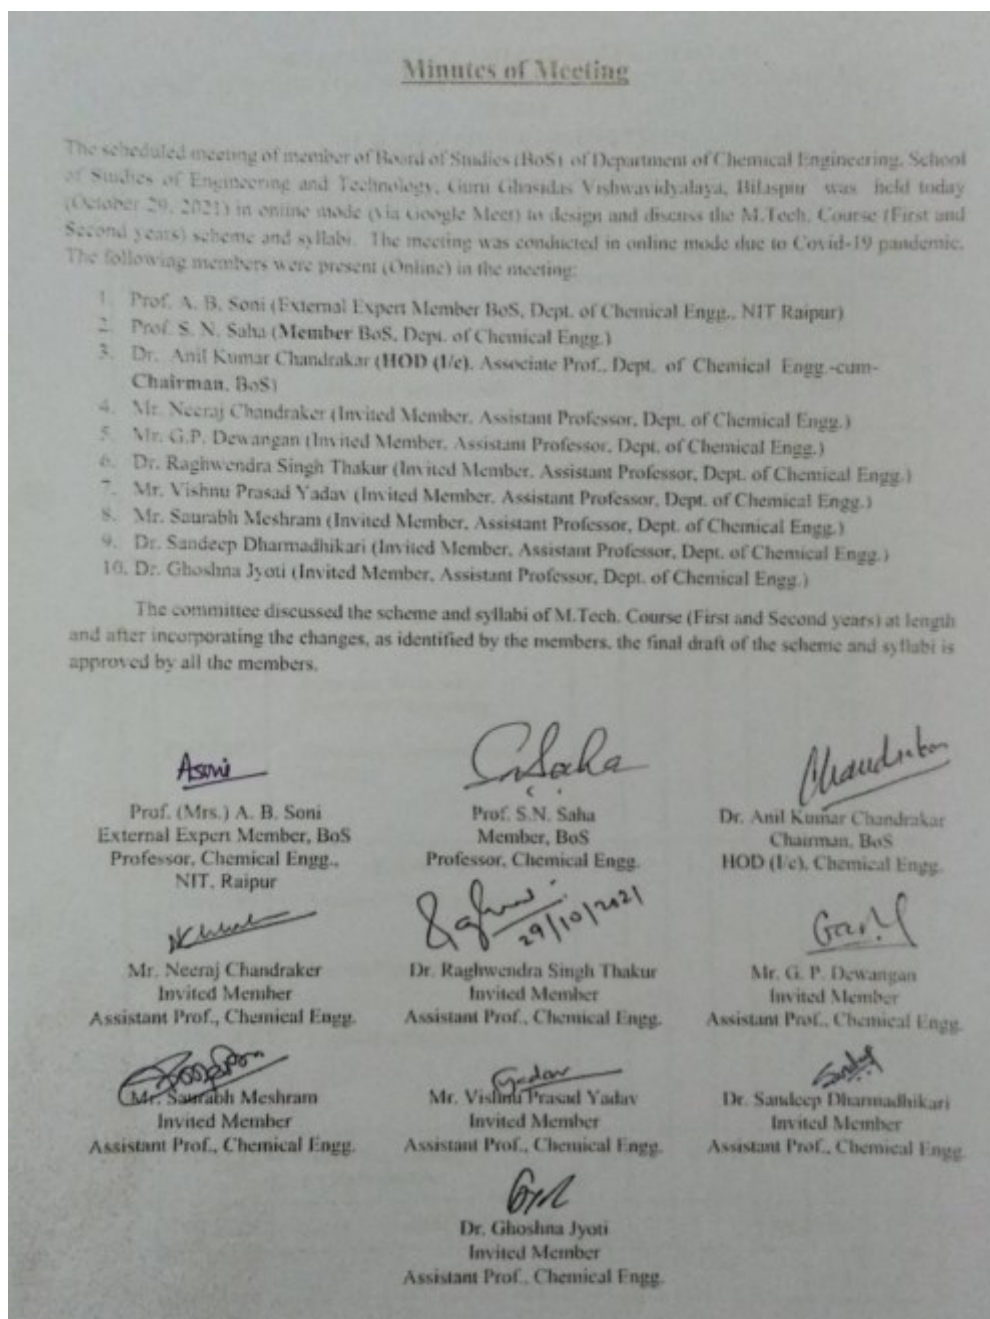 Minutes of Meeting
The scheduled meeting of member of Board of Studies (BoS) of Department of Chemical Engineering, School
of Studies of Engineering and Technology, Guru Ghasidas Vishwavidyalaya, Bilaspur was held today
(October 29, 2021) in online mode (via Google Meet) to design and discuss the M.Tech. Course (First and
Second years) scheme and syllabi. The meeting was conducted in online mode due to Covid-19 pandemic.
The following members were present (Online) in the meeting:
1. Prof. A. B. Soni (External Expert Member BoS, Dept. of Chemical Engg., NIT Raipur)
2. Prof. S. N. Saha (Member BoS, Dept. of Chemical Engg.)
3. Dr. Anil Kumar Chandrakar (HOD (I/c), Associate Prof., Dept. of Chemical Engg.-cum-
Chairman, BoS)
4. Mr. Neeraj Chandraker (Invited Member, Assistant Professor, Dept. of Chemical Engg.)
5. Mr. G.P. Dewangan (Invited Member, Assistant Professor, Dept. of Chemical Engg.)
6. Dr. Raghwendra Singh Thakur (Invited Member, Assistant Professor, Dept. of Chemical Engg.)
7. Mr. Vishnu Prasad Yadav (Invited Member, Assistant Professor, Dept. of Chemical Engg.)
8. Mr. Saurabh Meshram (Invited Member, Assistant Professor, Dept. of Chemical Engg.)
9. Dr. Sandeep Dharmadhikari (Invited Member, Assistant Professor, Dept. of Chemical Engg.)
10. Dr. Ghoshna Jyoti (Invited Member, Assistant Professor, Dept. of Chemical Engg.)
The committee discussed the scheme and syllabi of M.Tech. Course (First and Second years) at length
and after incorporating the changes, as identified by the members, the final draft of the scheme and syllabi is
approved by all the members.
Asoni SnSaha Chandrakar
Prof. (Mrs.) A. B. Soni Prof. S.N. Saha Dr. Anil Kumar Chandrakar
External Expert Member, BoS Member, BoS Chairman, BoS
Professor, Chemical Engg., Professor, Chemical Engg. HOD (I/c), Chemical Engg.
NIT, Raipur
29/10/2021
Mr. Neeraj Chandraker Dr. Raghwendra Singh Thakur Mr. G. P. Dewangan
Invited Member Invited Member Invited Member
Assistant Prof., Chemical Engg. Assistant Prof., Chemical Engg. Assistant Prof., Chemical Engg.
Yadav
Mr. Saurabh Meshram Mr. Vishnu Prasad Yadav Dr. Sandeep Dharmadhikari
Invited Member Invited Member Invited Member
Assistant Prof., Chemical Engg. Assistant Prof., Chemical Engg. Assistant Prof., Chemical Engg.
Dr. Ghoshna Jyoti
Invited Member
Assistant Prof., Chemical Engg.